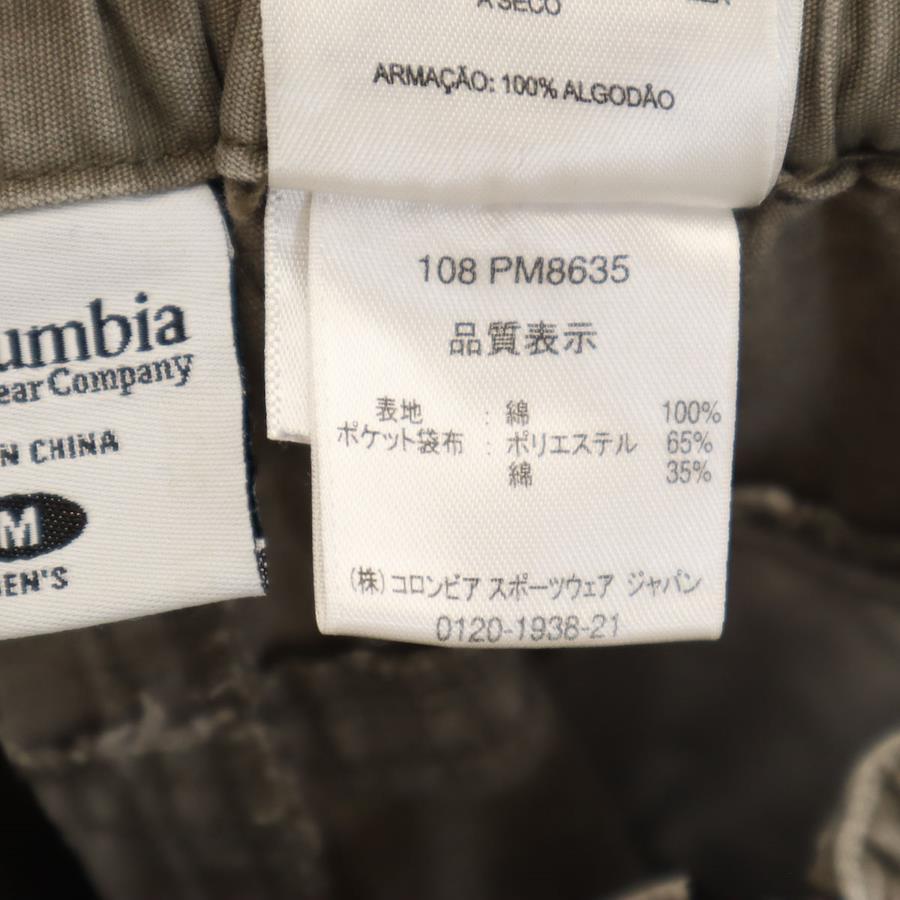 A SECO
ARMAÇÃO: 100% ALGODÃO
108 PM8635
品質表示
表地 : 綿 100%
ポケット袋布 : ポリエステル 65%
綿 35%
(株) コロンビア スポーツウェア ジャパン
0120-1938-21
umbia
ear Company
N CHINA
M
EN'S